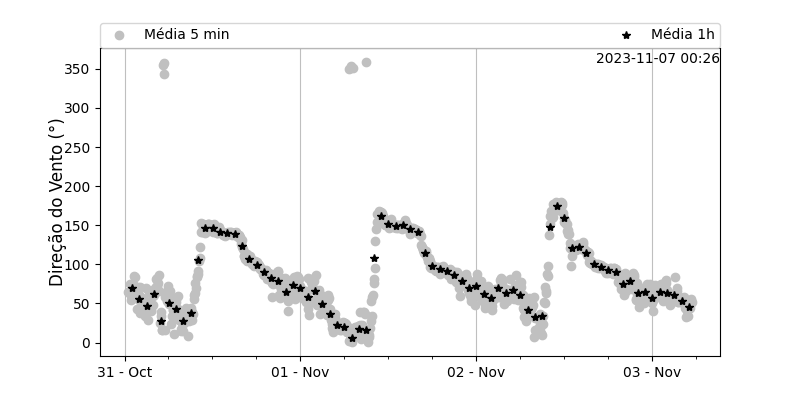 Média 5 min
Média 1h
2023-11-07 00:26
Direção do Vento (°)
350
300
250
200
150
100
50
0
31 - Oct
01 - Nov
02 - Nov
03 - Nov